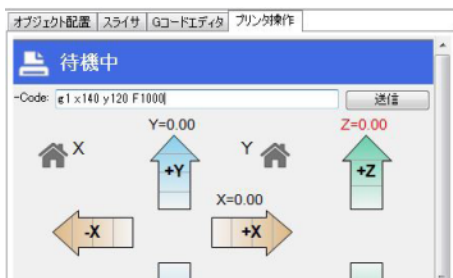 オブジェクト配置 スライサ Gコードエディタ プリンタ操作
待機中
-Code: g1 x140 y120 F1000 送信
Y=0.00 Z=0.00
X Y
+Y +Z
X=0.00
-X +X